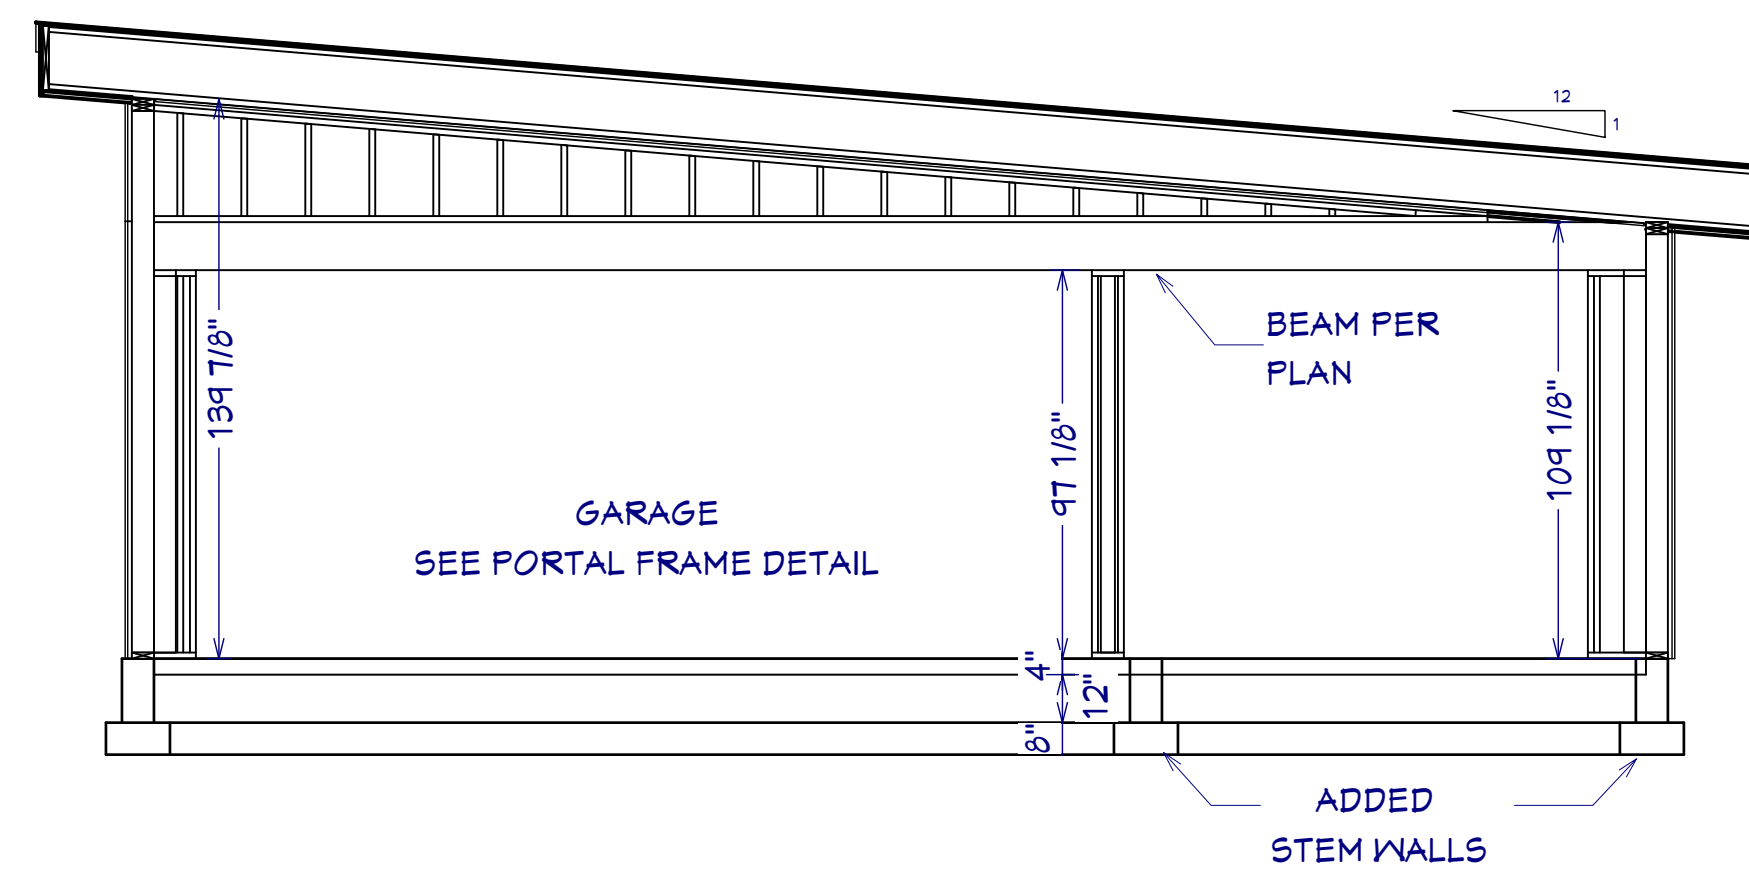 12
1
139 7/8"
BEAM PER
PLAN
97 1/8"
109 1/8"
GARAGE
SEE PORTAL FRAME DETAIL
4"
12"
8"
ADDED
STEM WALLS